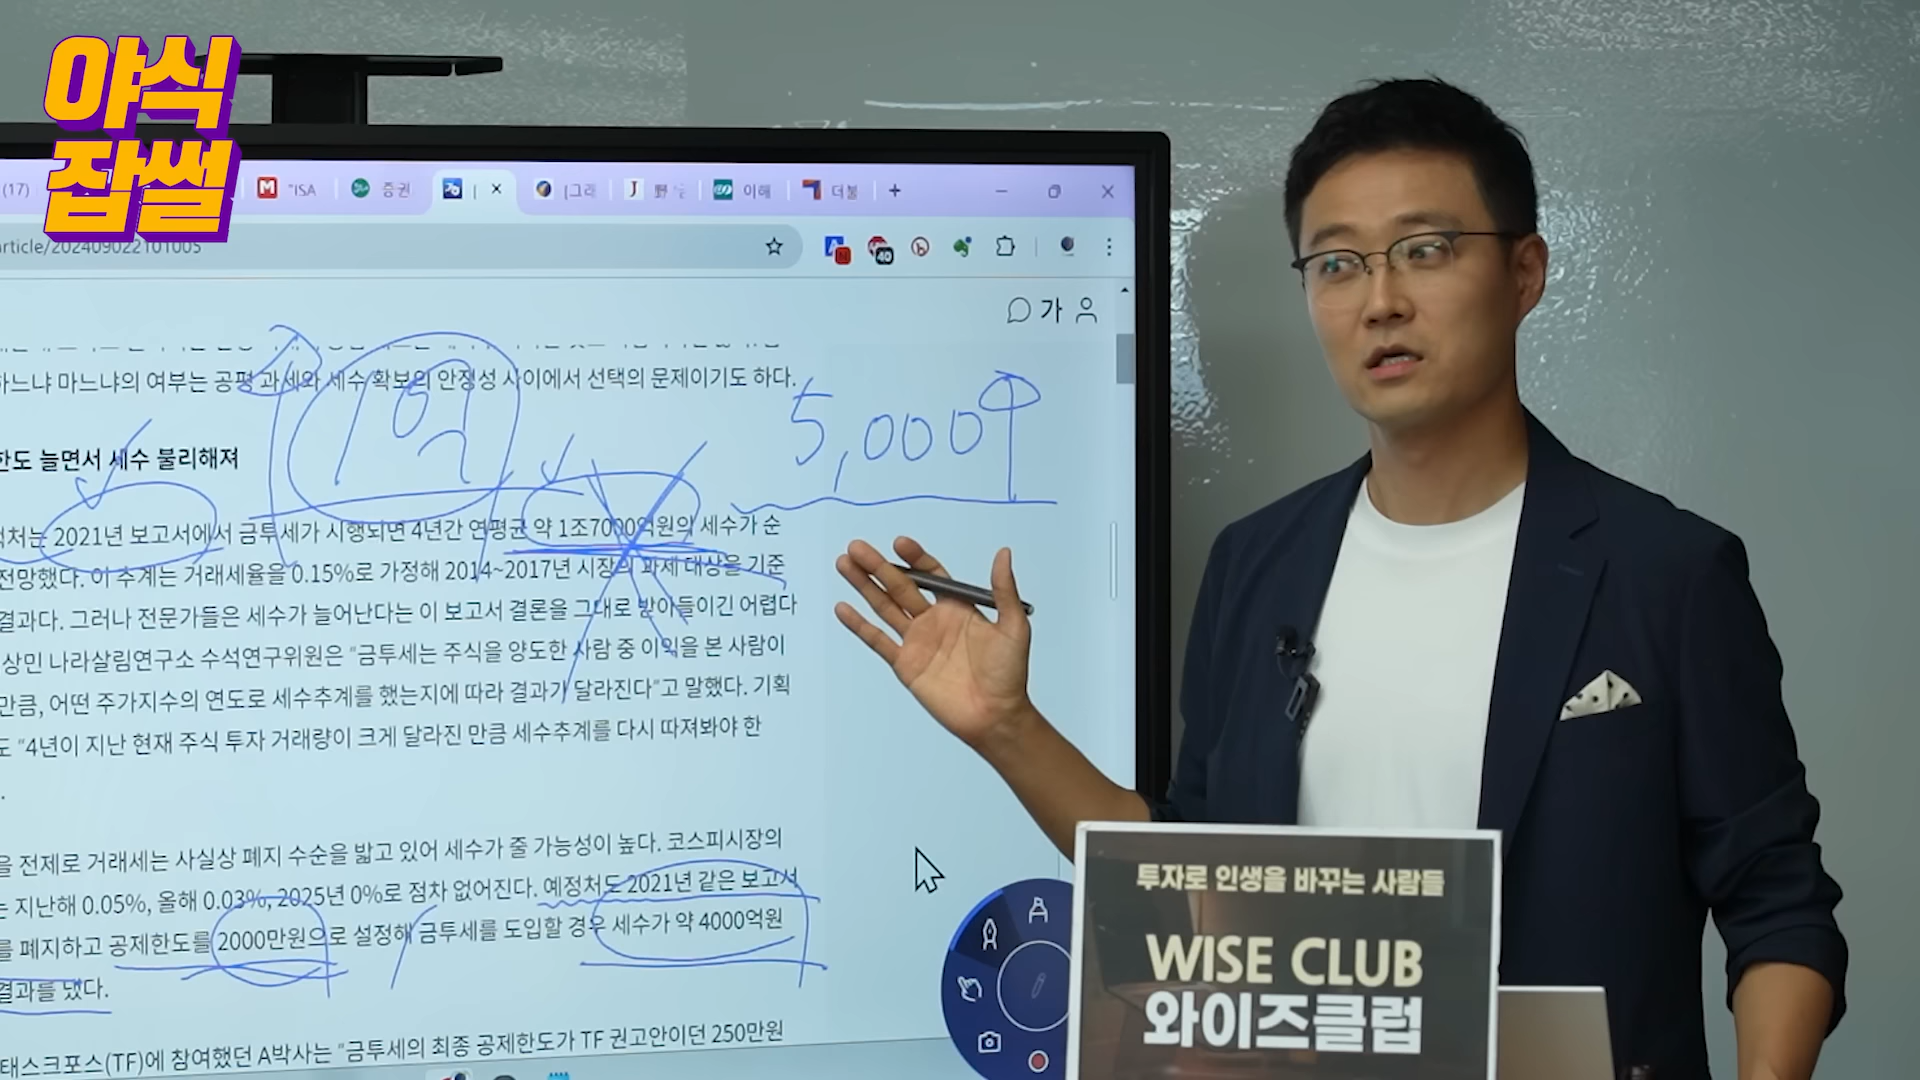 야식
잡썰
(17)
"ISA
증권
[
[그래
野
이해
더불
rticle/202409022101005
40
가
하느냐 마느냐의 여부는 공평 과세와 세수 확보의 안정성 사이에서 선택의 문제이기도 하다.
1억
5,000
한도 늘면서 세수 불리해져
처는 2021년 보고서에서 금투세가 시행되면 4년간 연평균 약 1조7000억원의 세수가 순
전망했다. 이 추계는 거래세율을 0.15%로 가정해 2014~2017년 시장의 과세 대상을 기준
결과다. 그러나 전문가들은 세수가 늘어난다는 이 보고서 결론을 그대로 받아들이긴 어렵다
상민 나라살림연구소 수석연구위원은 "금투세는 주식을 양도한 사람 중 이익을 본 사람이
만큼, 어떤 주가지수의 연도로 세수추계를 했는지에 따라 결과가 달라진다"고 말했다. 기획
도 "4년이 지난 현재 주식 투자 거래량이 크게 달라진 만큼 세수추계를 다시 따져봐야 한
.
을 전제로 거래세는 사실상 폐지 수순을 밟고 있어 세수가 줄 가능성이 높다. 코스피시장의
는 지난해 0.05%, 올해 0.03%, 2025년 0%로 점차 없어진다. 예정처도 2021년 같은 보고서
를 폐지하고 공제한도를 2000만원으로 설정해 금투세를 도입할 경우 세수가 약 4000억원
결과를 냈다.
태스크포스(TF)에 참여했던 A박사는 "금투세의 최종 공제한도가 TF 권고안이던 250만원
투자로 인생을 바꾸는 사람들
WISE CLUB
와이즈클럽